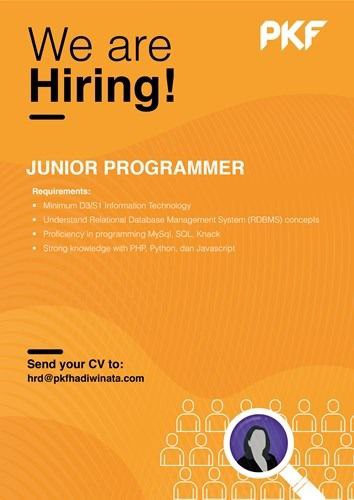 We are
Hiring!
PKF
JUNIOR PROGRAMMER
Requirements:
• Minimum D3/S1 Information Technology
• Understand Relational Database Management System (RDBMS) concepts
• Proficiency in programming MySql, SQL, Knack
• Strong knowledge with PHP, Python, dan Javascript
Send your CV to:
hrd@pkfhadiwinata.com